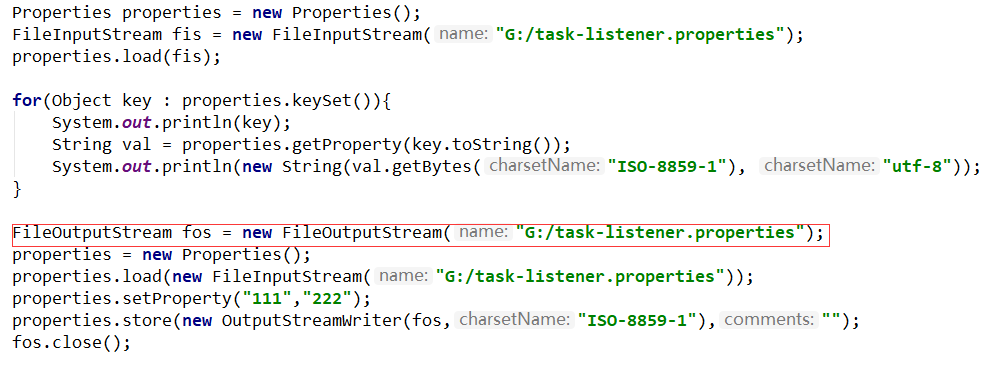 Properties properties = new Properties();
FileInputStream fis = new FileInputStream( name: "G:/task-listener.properties");
properties.load(fis);
for(Object key : properties.keySet()){
System.out.println(key);
String val = properties.getProperty(key.toString());
System.out.println(new String(val.getBytes( charsetName: "ISO-8859-1"), charsetName: "utf-8"));
}
FileOutputStream fos = new FileOutputStream( name: "G:/task-listener.properties");
properties = new Properties();
properties.load(new FileInputStream( name: "G:/task-listener.properties"));
properties.setProperty("111","222");
properties.store(new OutputStreamWriter(fos, charsetName: "ISO-8859-1"), comments: "");
fos.close();